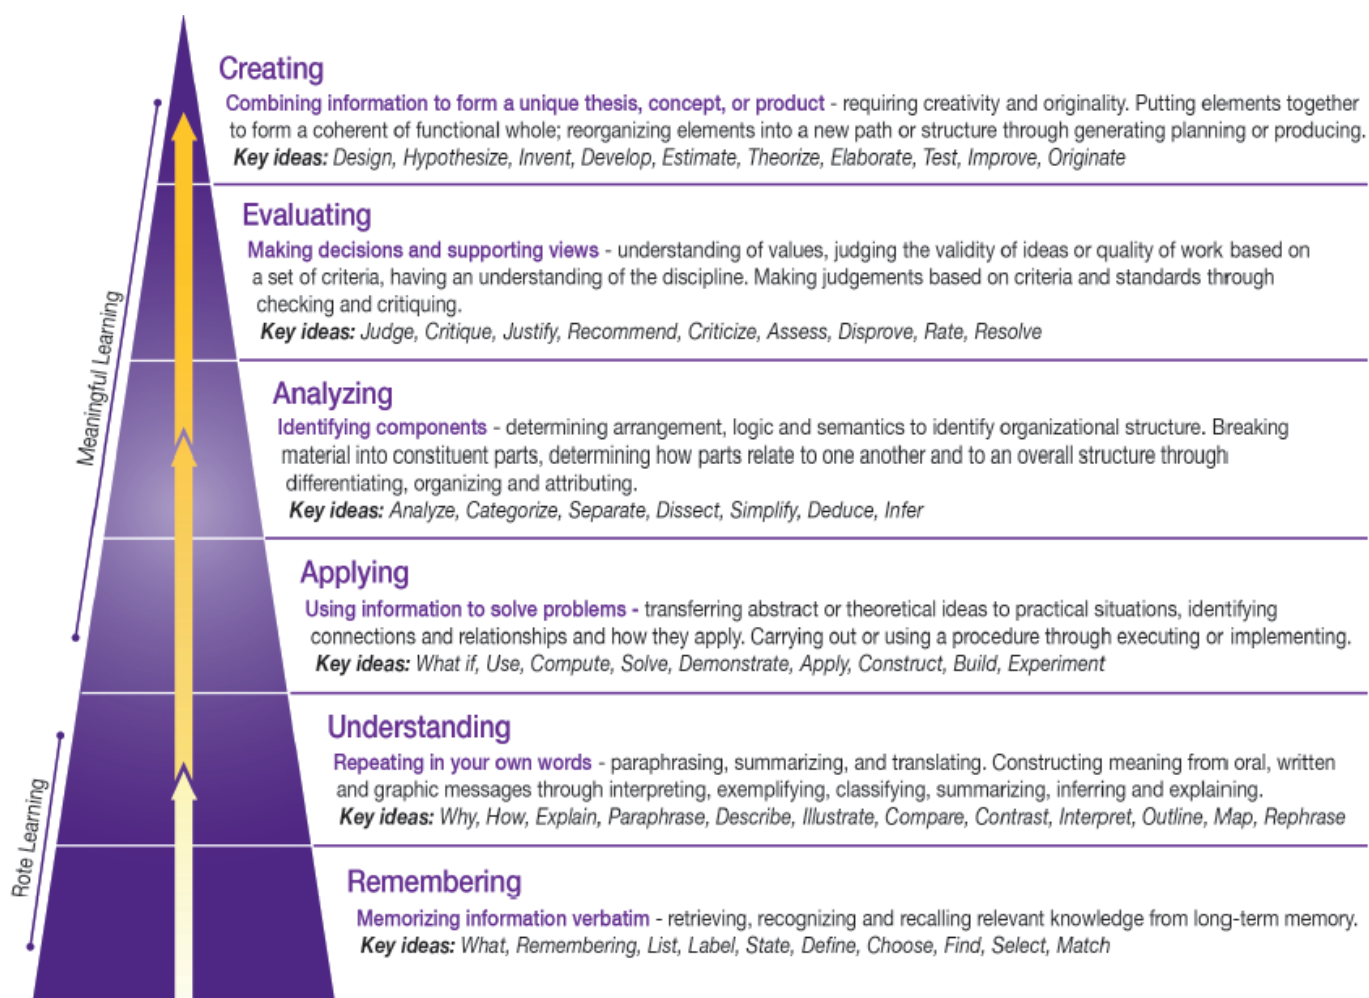 Creating
Combining information to form a unique thesis, concept, or product - requiring creativity and originality. Putting elements together
to form a coherent of functional whole; reorganizing elements into a new path or structure through generating planning or producing.
Key ideas: Design, Hypothesize, Invent, Develop, Estimate, Theorize, Elaborate, Test, Improve, Originate
Evaluating
Making decisions and supporting views - understanding of values, judging the validity of ideas or quality of work based on
a set of criteria, having an understanding of the discipline. Making judgements based on criteria and standards through
checking and critiquing.
Key ideas: Judge, Critique, Justify, Recommend, Criticize, Assess, Disprove, Rate, Resolve
Meaningful Learning
Analyzing
Identifying components - determining arrangement, logic and semantics to identify organizational structure. Breaking
material into constituent parts, determining how parts relate to one another and to an overall structure through
differentiating, organizing and attributing.
Key ideas: Analyze, Categorize, Separate, Dissect, Simplify, Deduce, Infer
Applying
Using information to solve problems - transferring abstract or theoretical ideas to practical situations, identifying
connections and relationships and how they apply. Carrying out or using a procedure through executing or implementing.
Key ideas: What if, Use, Compute, Solve, Demonstrate, Apply, Construct, Build, Experiment
Understanding
Repeating in your own words - paraphrasing, summarizing, and translating. Constructing meaning from oral, written
and graphic messages through interpreting, exemplifying, classifying, summarizing, inferring and explaining.
Key ideas: Why, How, Explain, Paraphrase, Describe, Illustrate, Compare, Contrast, Interpret, Outline, Map, Rephrase
Rote Learning
Remembering
Memorizing information verbatim - retrieving, recognizing and recalling relevant knowledge from long-term memory.
Key ideas: What, Remembering, List, Label, State, Define, Choose, Find, Select, Match